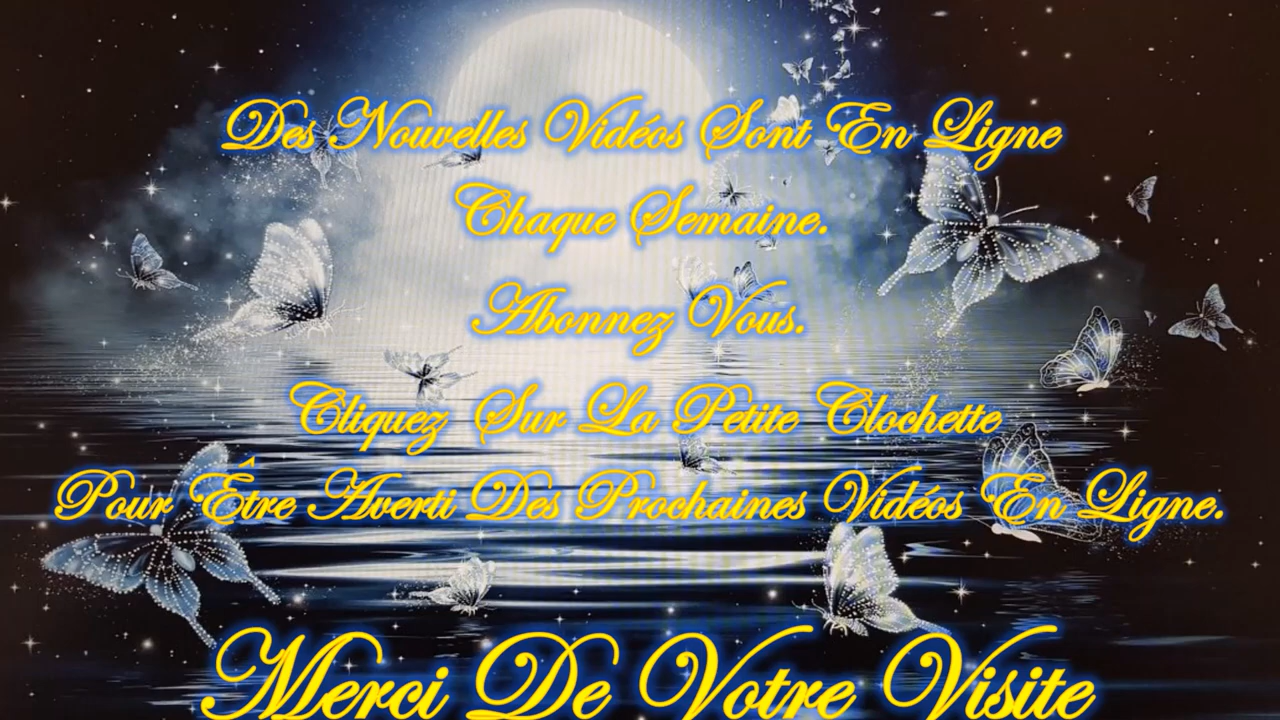 Des Nouvelles Vidéos Sont En Ligne
Chaque Semaine.
Abonnez Vous.
Cliquez Sur La Petite Clochette
Pour Être Averti Des Prochaines Vidéos En Ligne.
Merci De Votre Visite